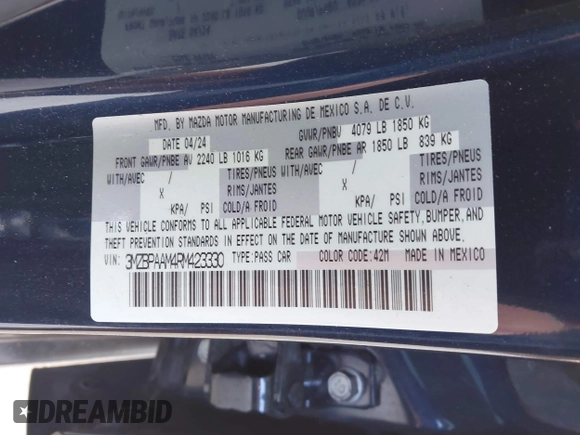 MFD. BY MAZDA MOTOR MANUFACTURING DE MEXICO S.A. DE C.V.
DATE 04/24 GVWR/PNBV 4079 LB 1850 KG
FRONT GAWR/PNBE AV 2240 LB 1016 KG REAR GAWR/PNBE AR 1850 LB 839 KG
WITH/AVEC / TIRES/PNEUS WITH/AVEC / TIRES/PNEUS
X RIMS/JANTES X RIMS/JANTES
KPA/ PSI COLD/A FROID KPA/ PSI COLD/A FROID
THIS VEHICLE CONFORMS TO ALL APPLICABLE FEDERAL MOTOR VEHICLE SAFETY, BUMPER, AND
THEFT PREVENTION STANDARDS IN EFFECT ON THE DATE OF MANUFACTURE SHOWN ABOVE.
VIN: 3MZBPAAM4RM423330 TYPE:PASS CAR COLOR CODE:42M MADE IN MEXICO
DREAMBID